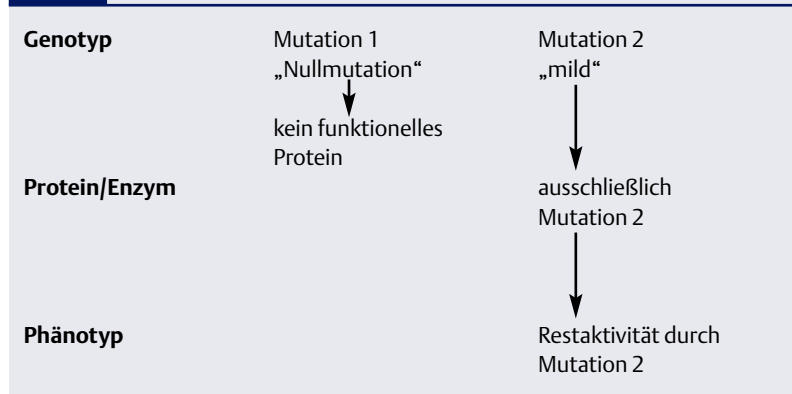 Genotyp Mutation 1 Mutation 2
„Nullmutation“ „mild“
kein funktionelles
Protein
Protein/Enzym ausschließlich
Mutation 2
Phänotyp Restaktivität durch
Mutation 2